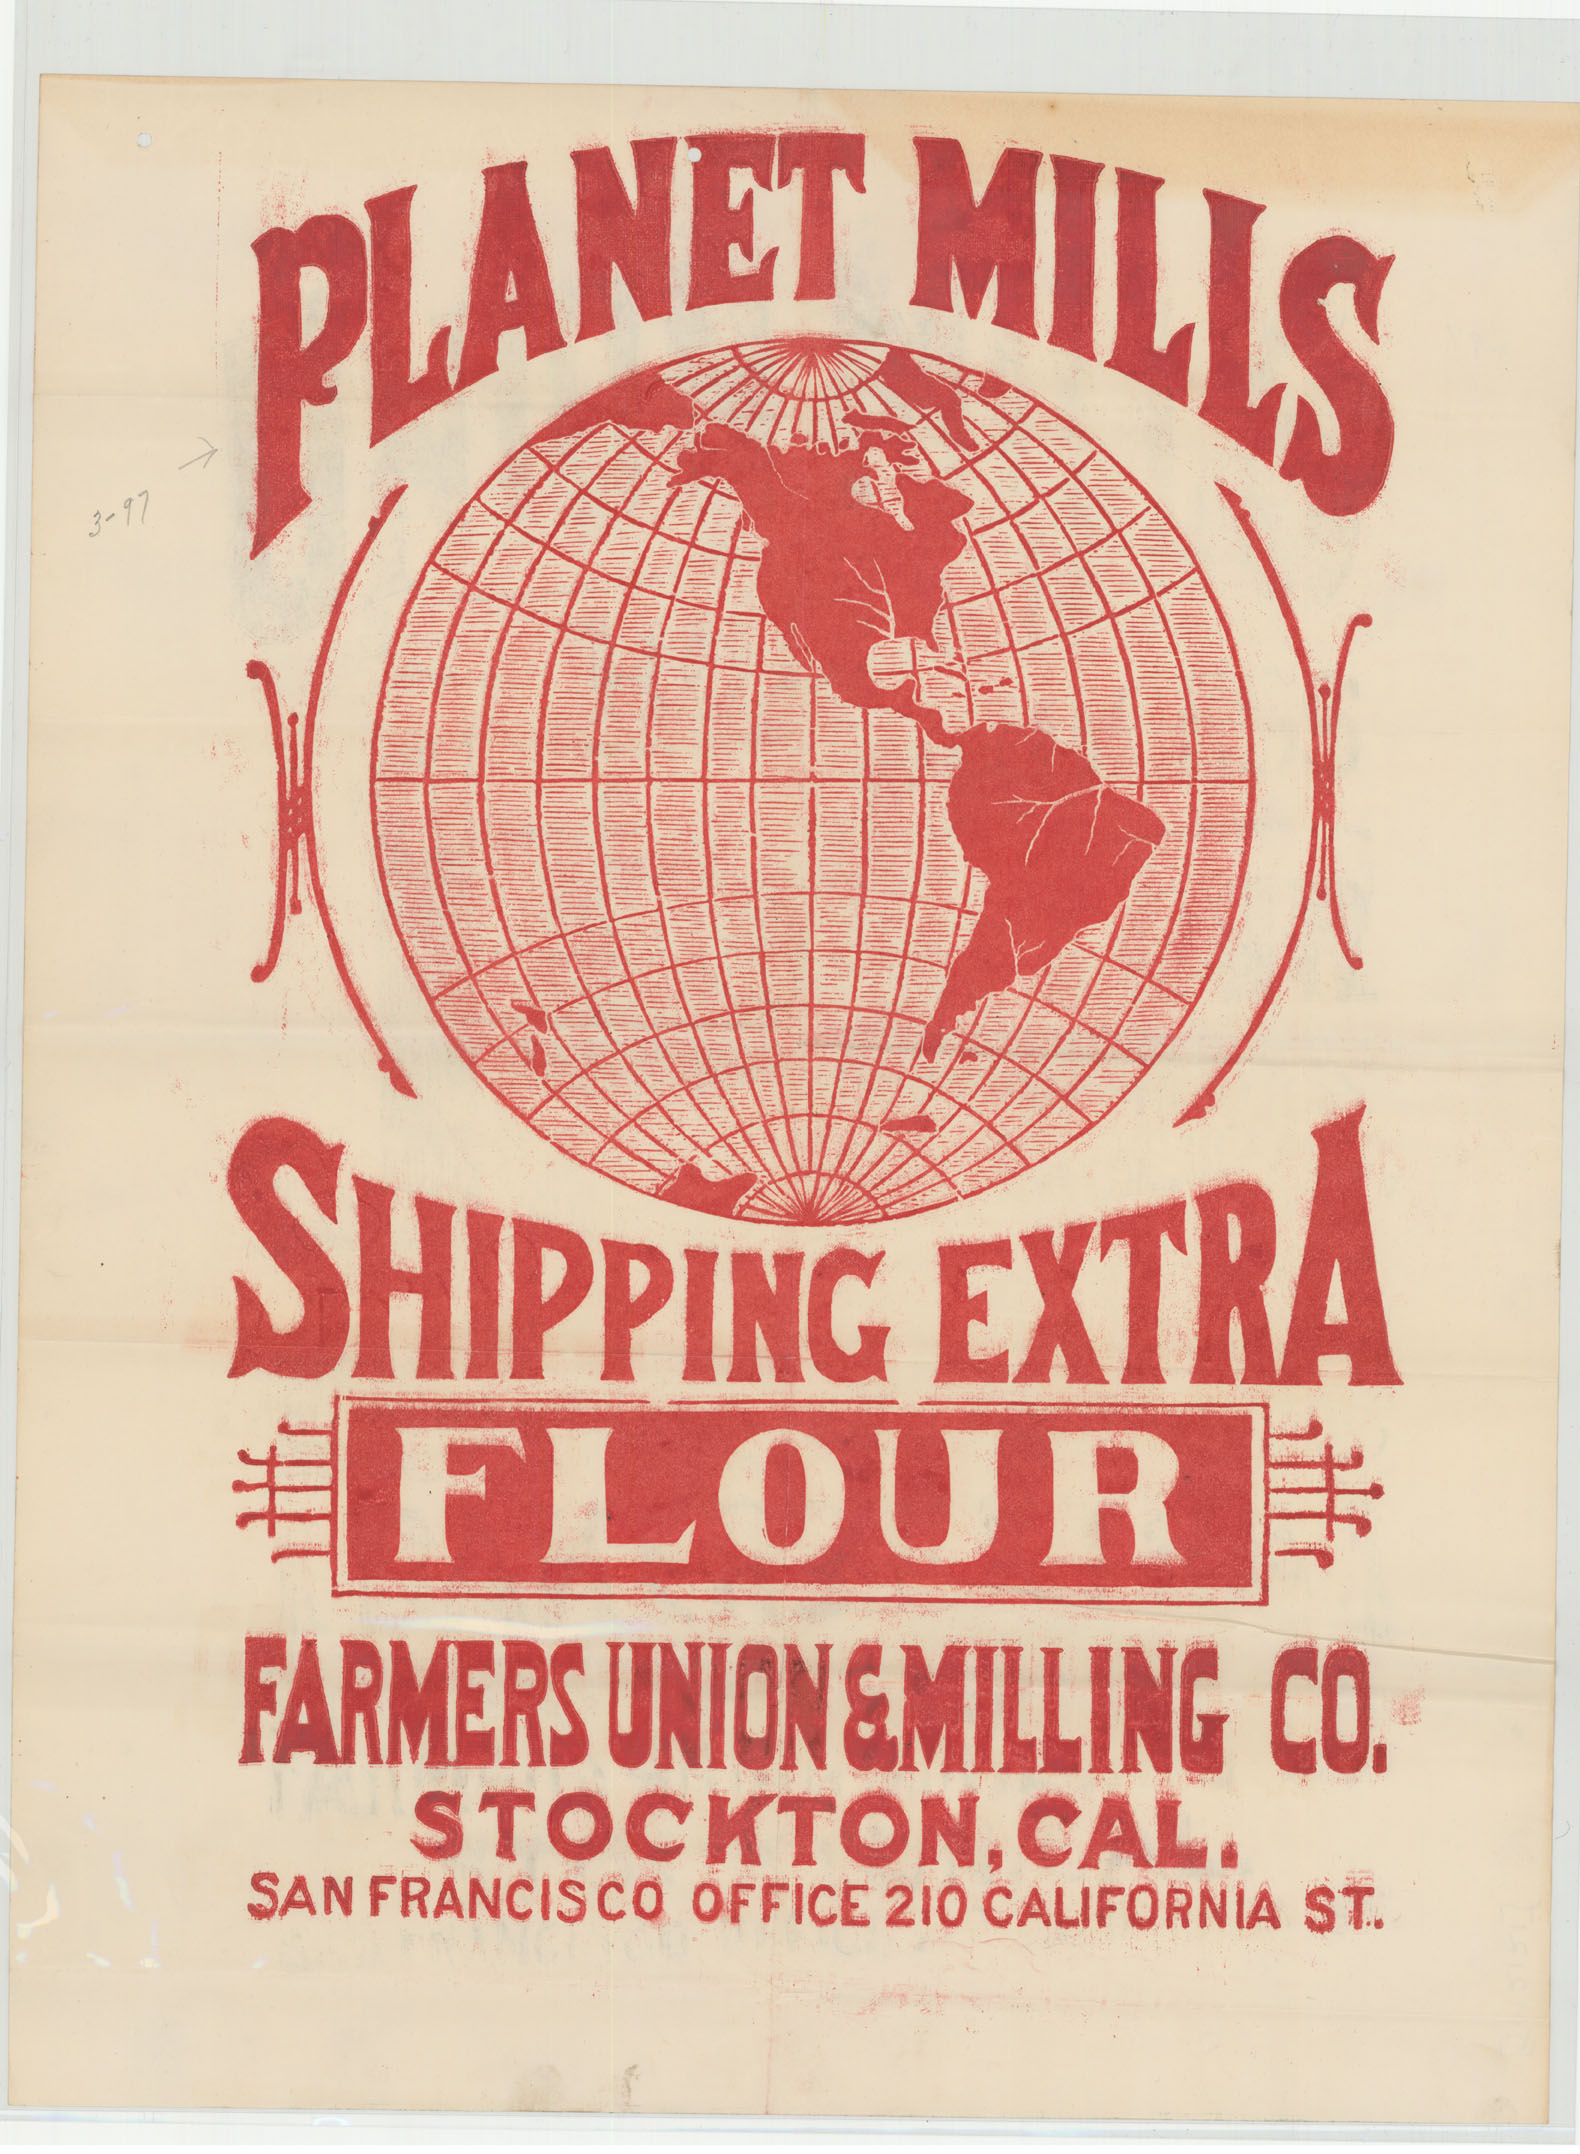 PLANET MILLS
3-97
SHIPPING EXTRA
FLOUR
FARMERS UNION & MILLING CO.
STOCKTON, CAL.
SAN FRANCISCO OFFICE 210 CALIFORNIA ST.